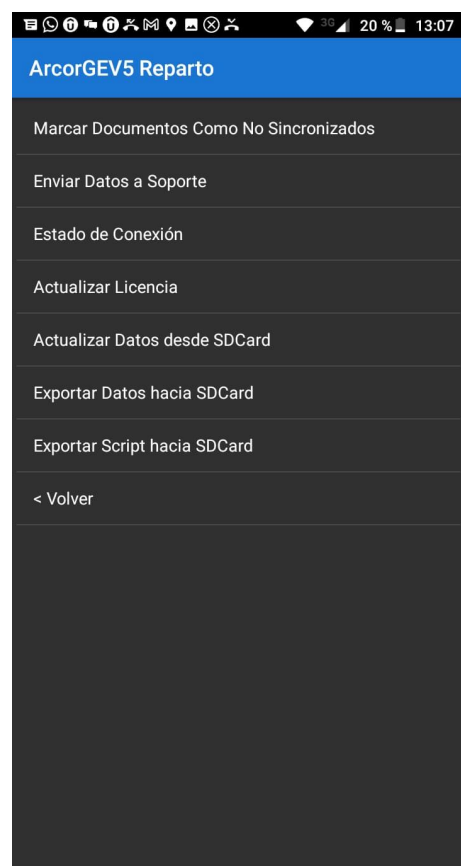 3G 20 % 13:07
ArcorGEV5 Reparto
Marcar Documentos Como No Sincronizados
Enviar Datos a Soporte
Estado de Conexión
Actualizar Licencia
Actualizar Datos desde SDCard
Exportar Datos hacia SDCard
Exportar Script hacia SDCard
< Volver